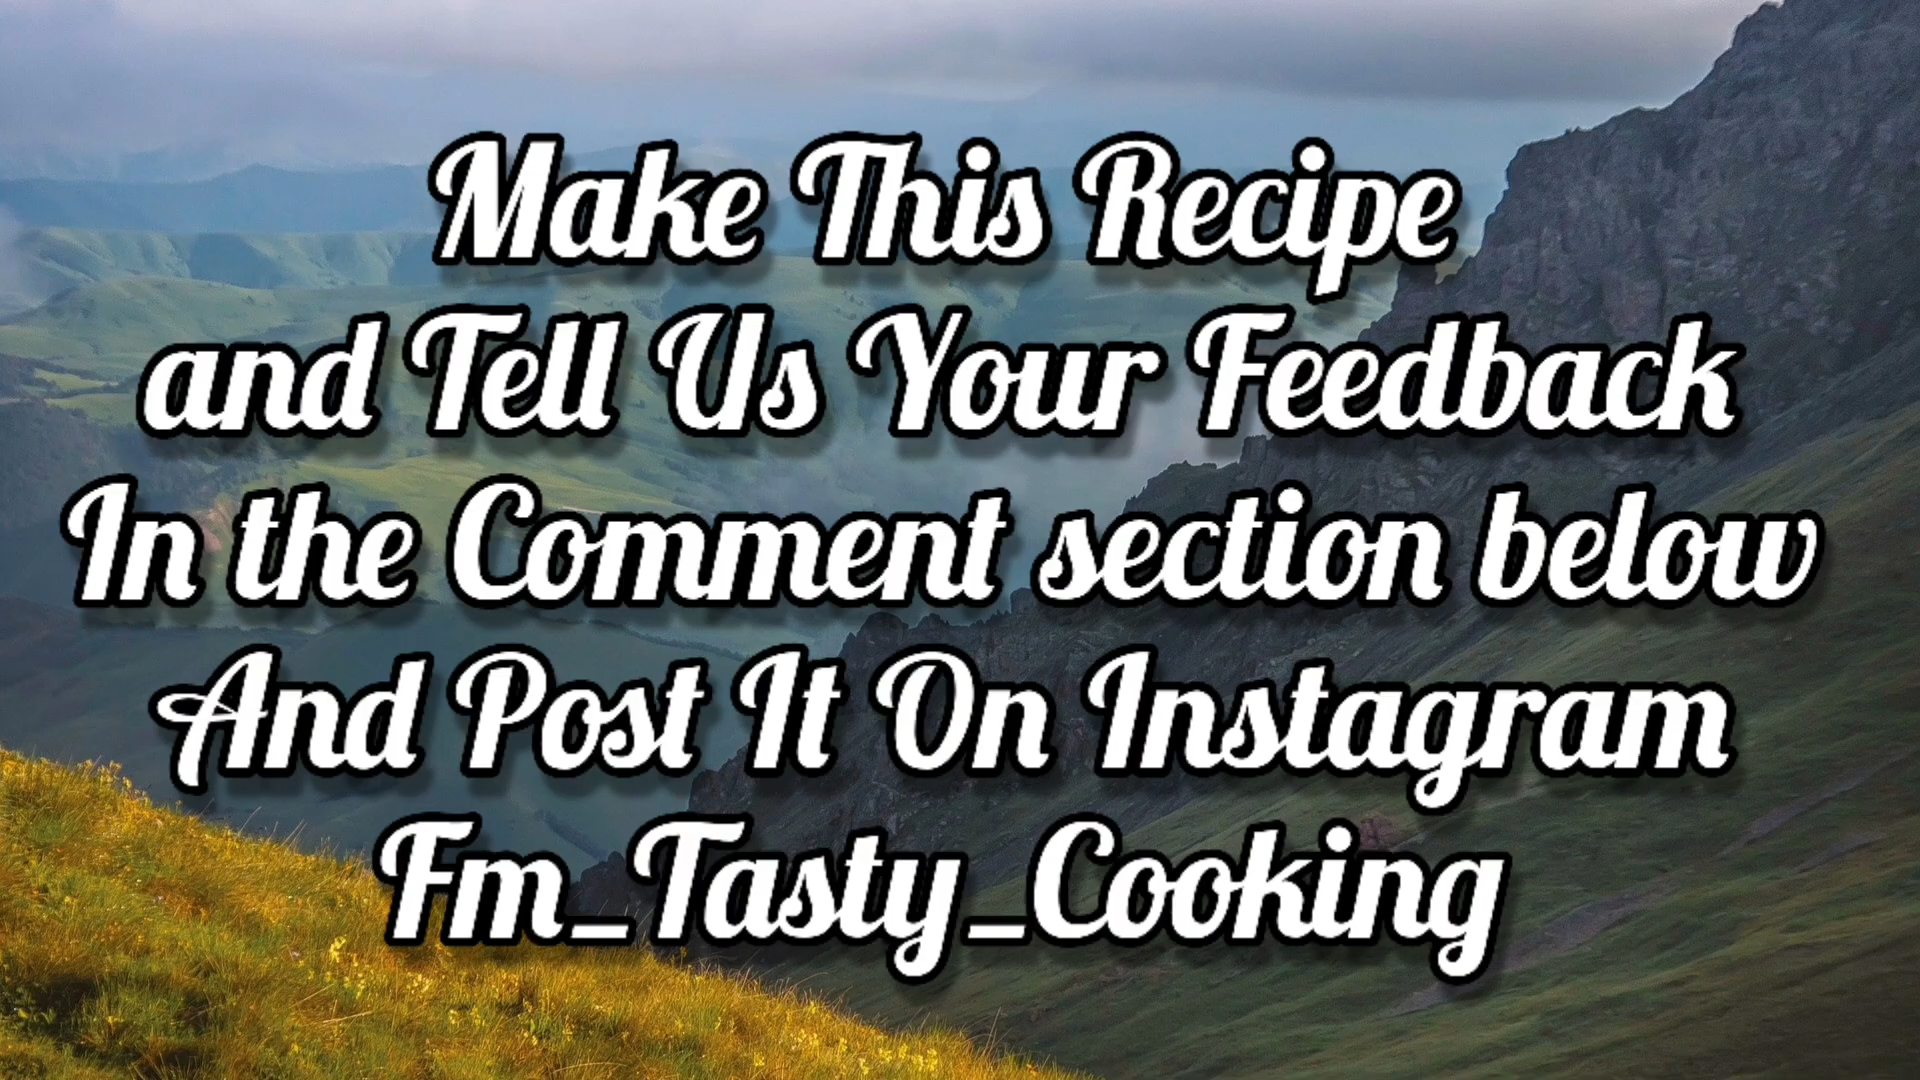 Make This Recipe
and Tell Us Your Feedback
In the Comment section below
And Post It On Instagram
Fm_Tasty_Cooking